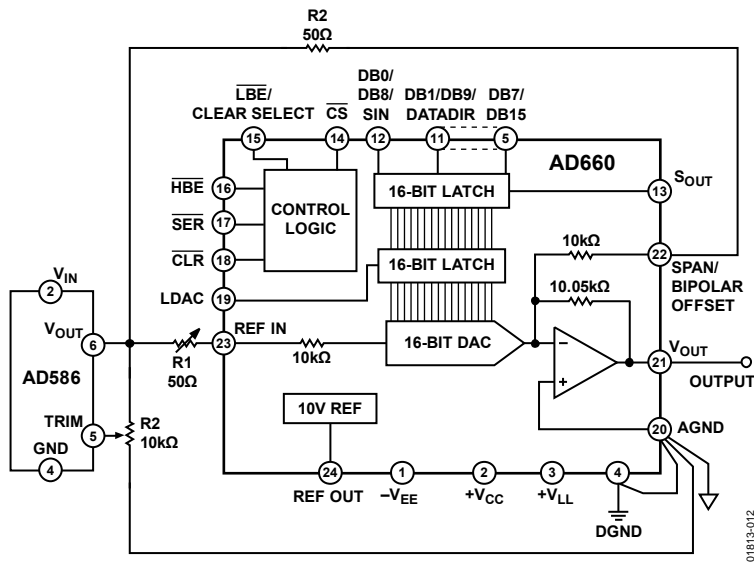 R2
50Ω
DB0/
DB8/
SIN
DB1/DB9/
DATADIR
DB7/
DB15
LBE/
CLEAR SELECT
CS
15
14
12
11
5
AD660
HBE
16
SER
17
CLR
18
LDAC
19
CONTROL
LOGIC
16-BIT LATCH
13
SOUT
16-BIT LATCH
10kΩ
22
SPAN/
BIPOLAR
OFFSET
10.05kΩ
2
VIN
VOUT
6
AD586
TRIM
5
GND
4
R1
50Ω
23
REF IN
10kΩ
16-BIT DAC
−
+
VOUT
21
OUTPUT
R2
10kΩ
10V REF
20
AGND
24
1
2
3
4
REF OUT
−VEE
+VCC
+VLL
DGND
01813-012